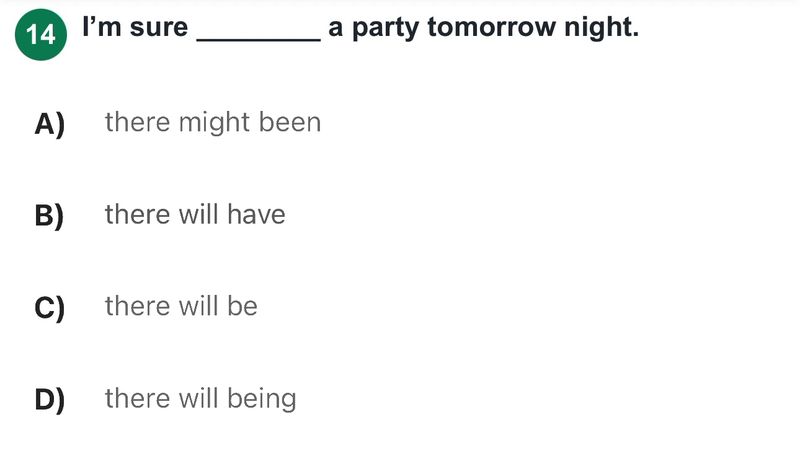 14 I’m sure ________ a party tomorrow night.
A) there might been
B) there will have
C) there will be
D) there will being